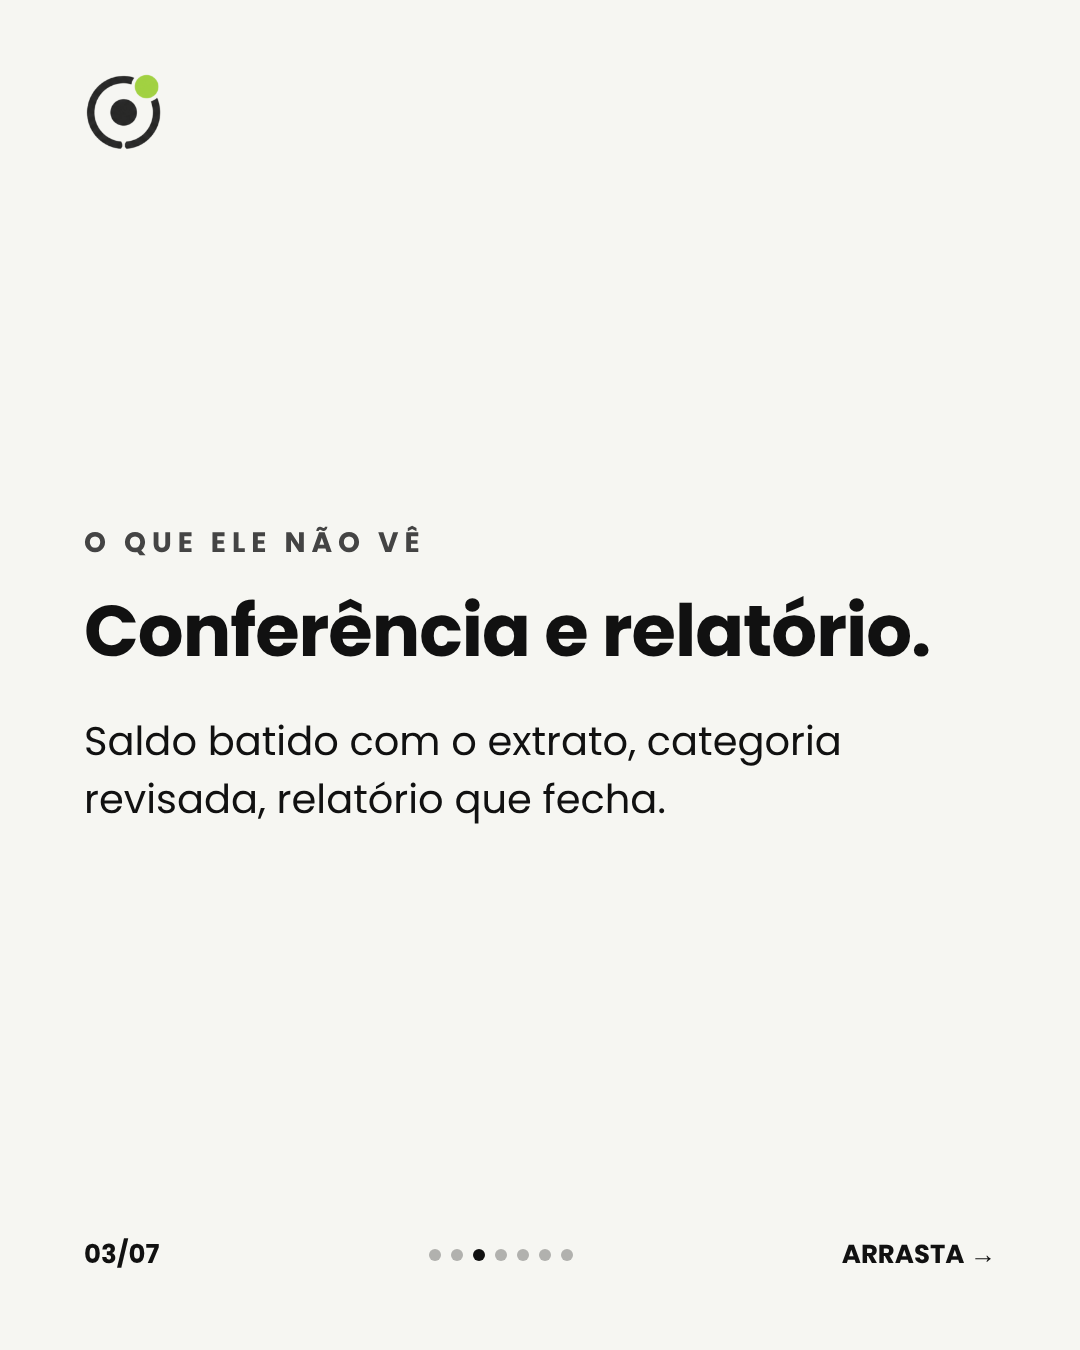 O QUE ELE NÃO VÊ
Conferência e relatório.
Saldo batido com o extrato, categoria
revisada, relatório que fecha.
03/07
ARRASTA →